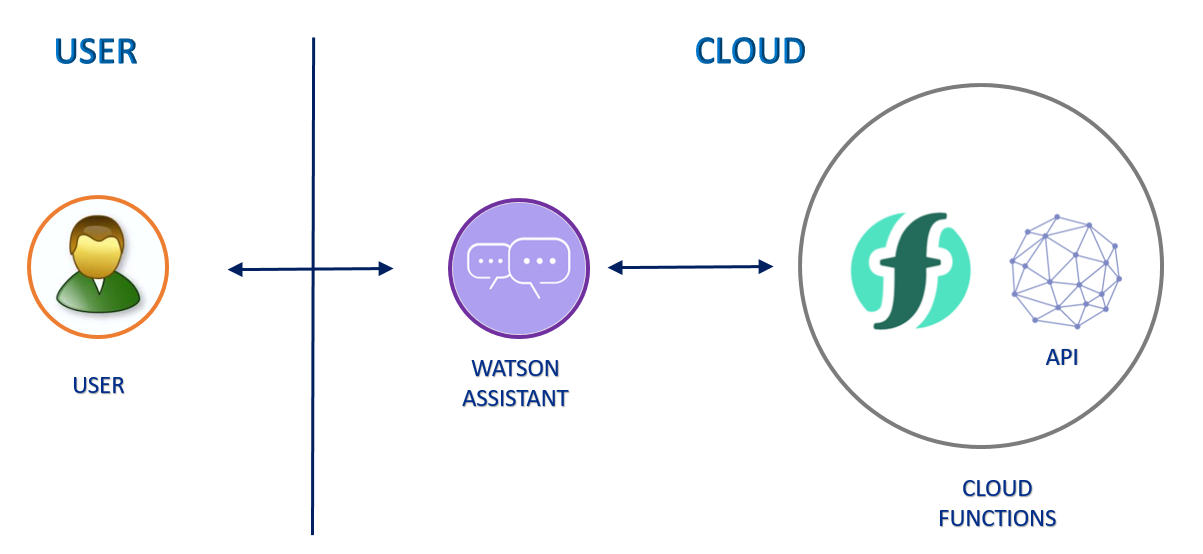 USER
CLOUD
USER
WATSON
ASSISTANT
API
CLOUD
FUNCTIONS